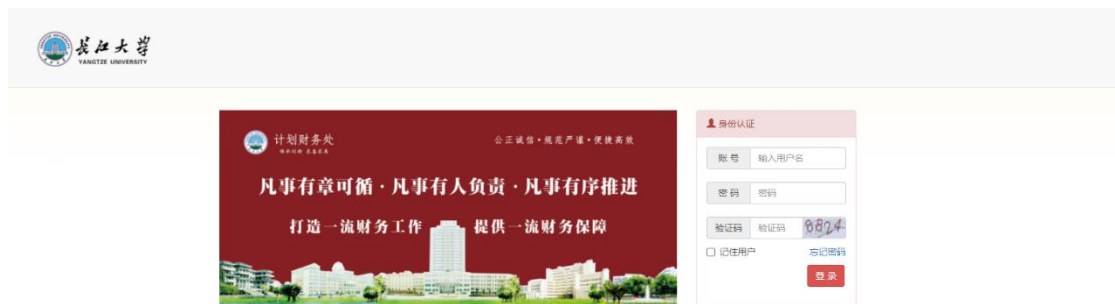 长江大学
YANGTZE UNIVERSITY
计划财务处
公正诚信·规范严谨·便捷高效
凡事有章可循·凡事有人负责·凡事有序推进
打造一流财务工作 提供一流财务保障
身份认证
账号 输入用户名
密码 密码
验证码 验证码 8824
记住用户 忘记密码
登录